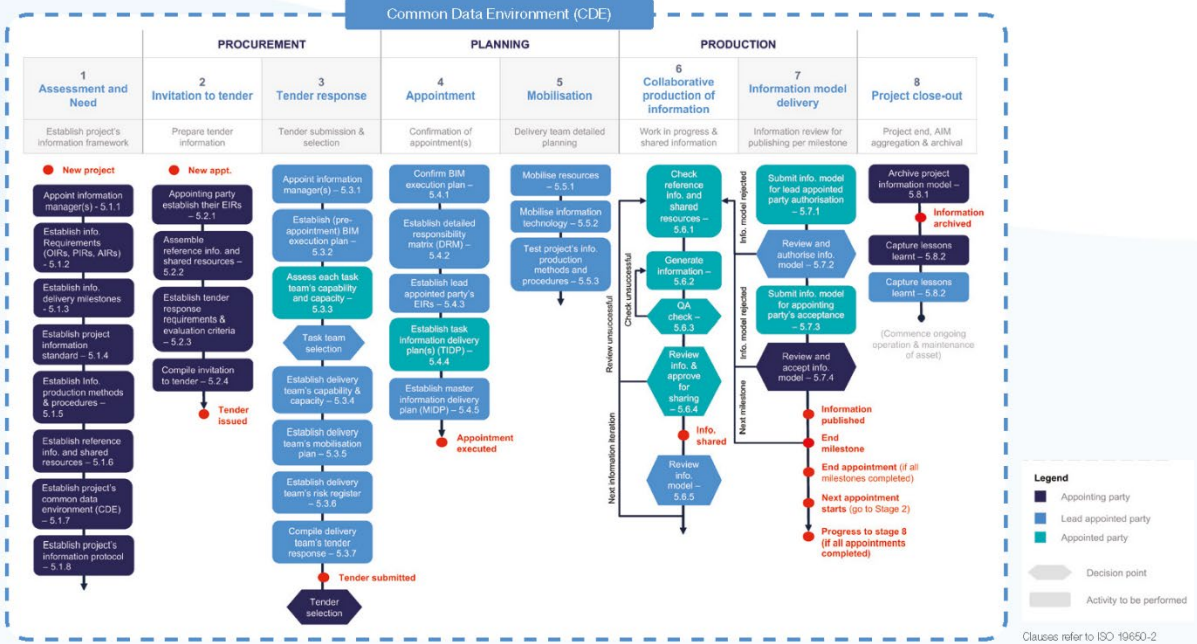 Common Data Environment (CDE)
PROCUREMENT
PLANNING
PRODUCTION
1
Assessment and
Need
Establish project's
information framework
New project
Appoint information
manager(s) - 5.1.1
Establish info.
Requirements
(OIRs, PIRs, AIRs)
- 5.1.2
Establish info.
delivery milestones
- 5.1.3
Establish project
information
standard – 5.1.4
Establish Info.
production methods
& procedures –
5.1.5
Establish reference
info. and shared
resources – 5.1.6
Establish project's
common data
environment (CDE)
– 5.1.7
Establish project's
information protocol
– 5.1.8
2
Invitation to tender
Prepare tender
information
New appt.
Appointing party
establish their EIRs
– 5.2.1
Assemble
reference info. and
shared resources –
5.2.2
Establish tender
response
requirements &
evaluation criteria
– 5.2.3
Compile invitation
to tender – 5.2.4
Tender
issued
3
Tender response
Tender submission &
selection
Appoint information
manager(s) – 5.3.1
Establish (pre-
appointment) BIM
execution plan –
5.3.2
Assess each task
team's capability
and capacity –
5.3.3
Task team
selection
Establish delivery
team's capability &
capacity – 5.3.4
Establish delivery
team's mobilisation
plan – 5.3.5
Establish delivery
team's risk register
– 5.3.6
Compile delivery
team's tender
response – 5.3.7
Tender submitted
Tender
selection
4
Appointment
Confirmation of
appointment(s)
Confirm BIM
execution plan –
5.4.1
Establish detailed
responsibility
matrix (DRM) –
5.4.2
Establish lead
appointed party's
EIRs – 5.4.3
Establish task
information delivery
plan(s) (TIDP) –
5.4.4
Establish master
information delivery
plan (MIDP) – 5.4.5
Appointment
executed
5
Mobilisation
Delivery team detailed
planning
Mobilise resources
– 5.5.1
Mobilise information
technology – 5.5.2
Test project's info.
production
methods and
procedures – 5.5.3
6
Collaborative
production of
information
Work in progress &
shared information
Check
reference
info. and
shared
resources –
5.6.1
Generate
information –
5.6.2
QA
check –
5.6.3
Review
info. &
approve for
sharing
– 5.6.4
Info.
shared
Review
info.
model –
5.6.5
Check unsuccessful
Review unsuccessful
Next information iteration
7
Information model
delivery
Information review for
publishing per milestone
Info. model rejected
Info. model rejected
Next milestone
Submit info. model
for lead appointed
party authorisation
– 5.7.1
Review and
authorise info.
model – 5.7.2
Submit info. model
for appointing
party's acceptance
– 5.7.3
Review and
accept info.
model – 5.7.4
Information
published
End
milestone
End appointment (if all
milestones completed)
Next appointment
starts (go to Stage 2)
Progress to stage 8
(if all appointments
completed)
8
Project close-out
Project end, AIM
aggregation & archival
Archive project
information model –
5.8.1
Information
archived
Capture lessons
learnt – 5.8.2
Capture lessons
learnt – 5.8.2
(Commence ongoing
operation & maintenance
of asset)
Legend
Appointing party
Lead appointed party
Appointed party
Decision point
Activity to be performed
Clauses refer to ISO 19650-2